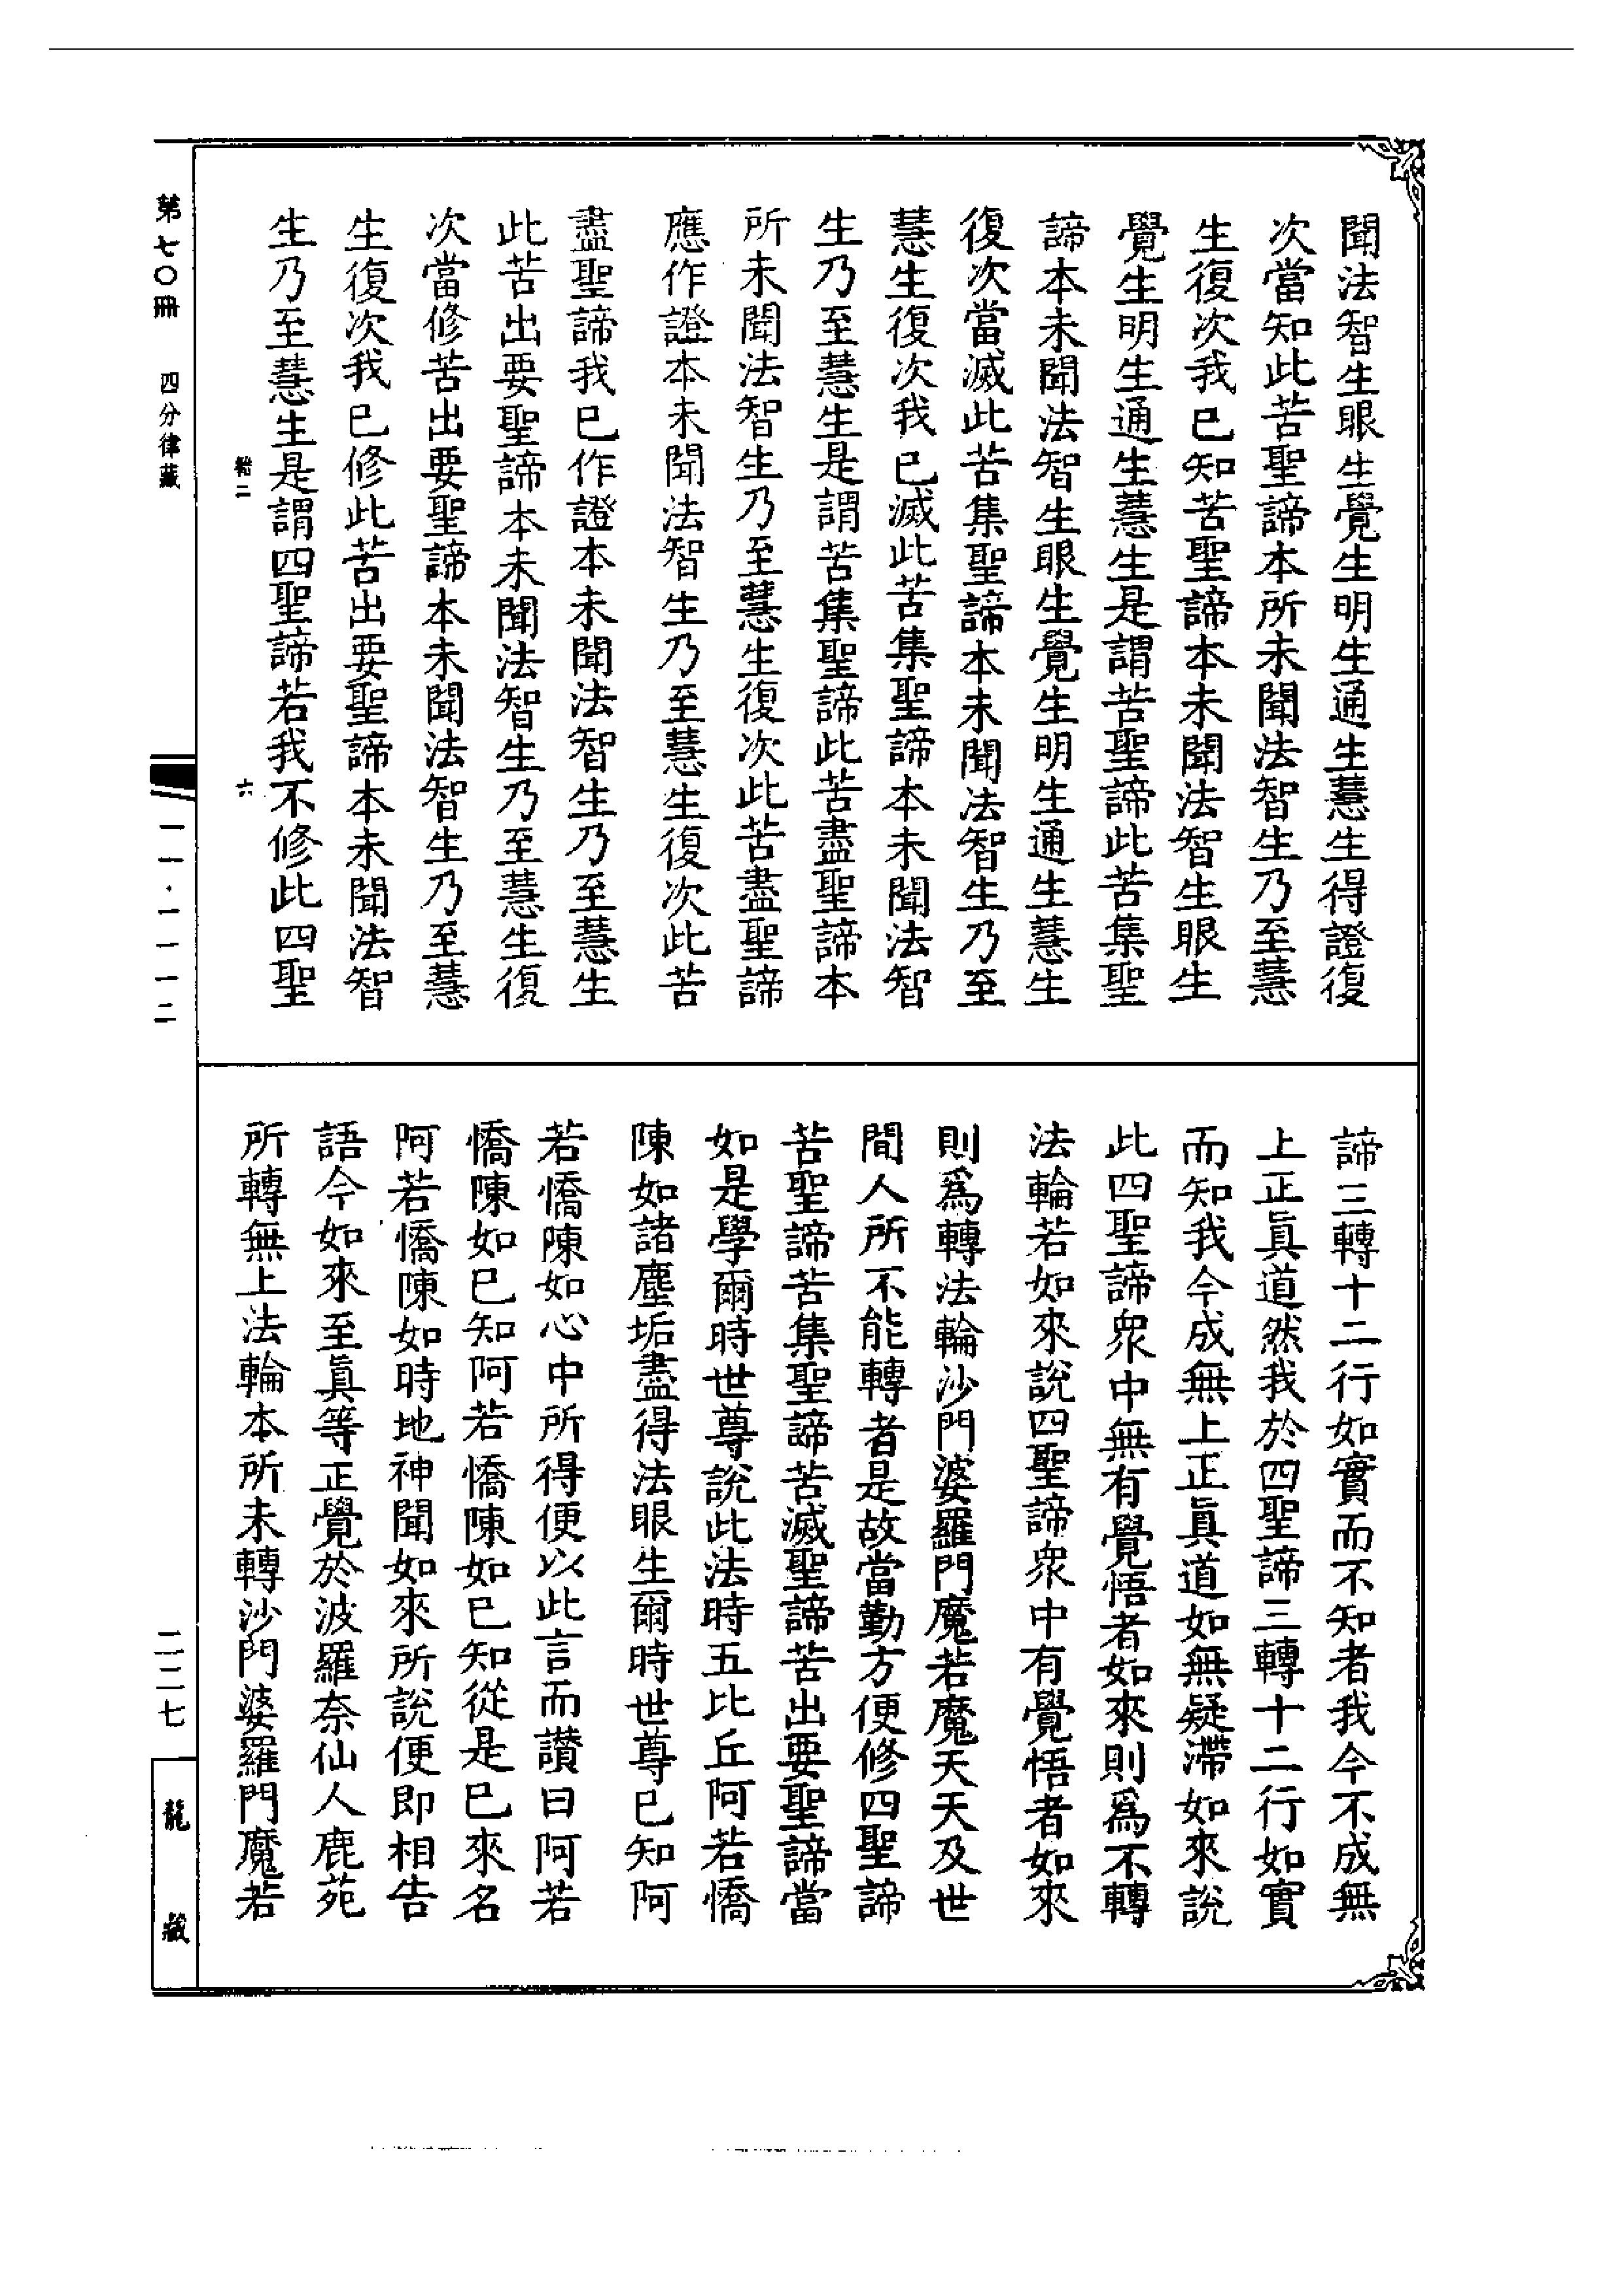 聞法智生眼生覺生明生通生慧生得證復
次當知此苦聖諦本所未聞法智生乃至慧
生復次我已知苦聖諦本未聞法智生眼生
覺生明生通生慧生是謂苦聖諦此苦集聖
諦本未聞法智生眼生覺生明生通生慧生
復次當滅此苦集聖諦本未聞法智生乃至
慧生復次我已滅此苦集聖諦本未聞法智
生乃至慧生是謂苦集聖諦此苦盡聖諦本
所未聞法智生乃至慧生復次此苦盡聖諦
應作證本未聞法智生乃至慧生復次此苦
盡聖諦我已作證本未聞法智生乃至慧生
此苦出要聖諦本未聞法智生乃至慧生復
次當修苦出要聖諦本未聞法智生乃至慧
生復次我已修此苦出要聖諦本未聞法智
生乃至慧生是謂四聖諦若我不修此四聖
諦三轉十二行如實而不知者我今不成無
上正眞道然我於四聖諦三轉十二行如實
而知我今成無上正眞道如無疑滯如來說
此四聖諦衆中無有覺悟者如來則爲不轉
法輪若如來說四聖諦衆中有覺悟者如來
則爲轉法輪沙門婆羅門魔若魔天天及世
間人所不能轉者是故當勤方便修四聖諦
苦聖諦苦集聖諦苦滅聖諦苦出要聖諦當
如是學爾時世尊說此法時五比丘阿若憍
陳如諸塵垢盡得法眼生爾時世尊已知阿
若憍陳如心中所得便以此言而讚曰阿若
憍陳如已知阿若憍陳如已知從是已來名
阿若憍陳如時地神聞如來所說便即相告
語今如來至眞等正覺於波羅奈仙人鹿苑
所轉無上法輪本所未轉沙門婆羅門魔若
第七〇冊 四分律藏
二 六
一一·一一一二
二二七
龍藏